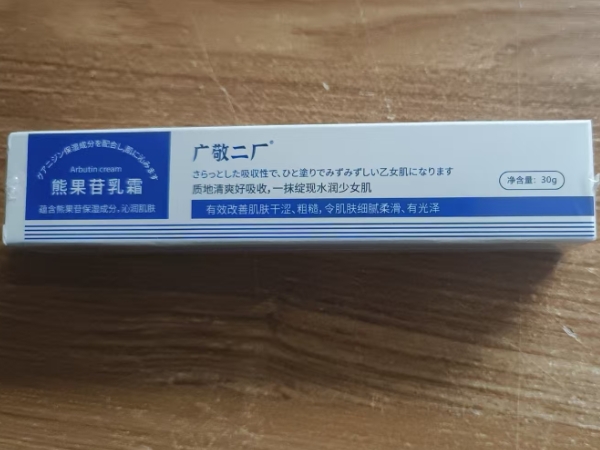 グアニジン保湿成分を配合し、肌に沁みます
Arbutin cream
熊果苷乳霜
蕴含熊果苷保湿成分，沁润肌肤
广敬二厂®
さらっとした吸収性で、ひと塗りでみずみずしい乙女肌になります
质地清爽好吸收，一抹绽现水润少女肌
有效改善肌肤干涩、粗糙，令肌肤细腻柔滑、有光泽
净含量：30g